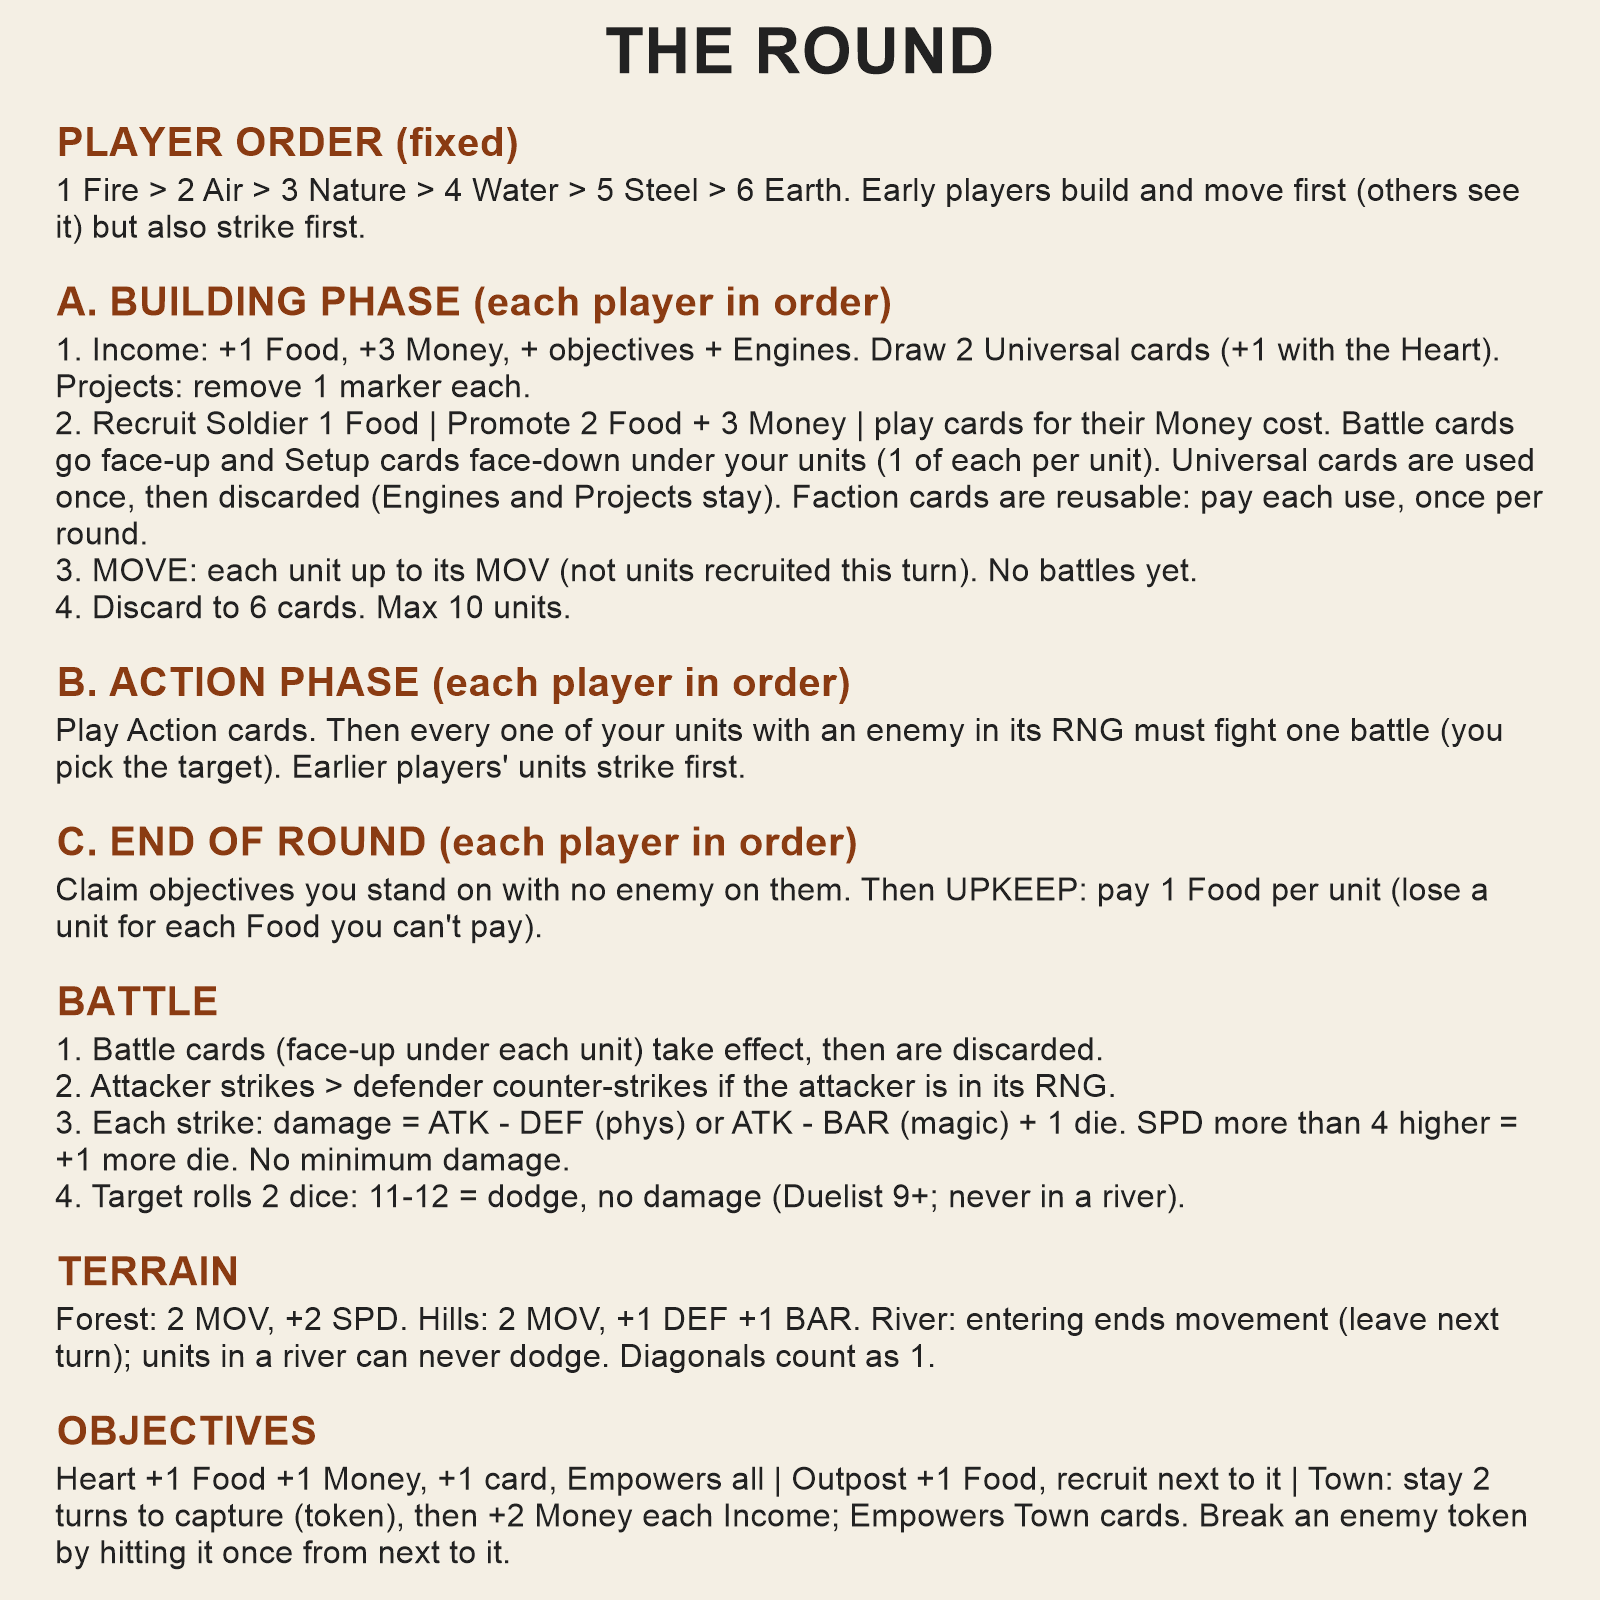 THE ROUND
PLAYER ORDER (fixed)
1 Fire > 2 Air > 3 Nature > 4 Water > 5 Steel > 6 Earth. Early players build and move first (others see
it) but also strike first.
A. BUILDING PHASE (each player in order)
1. Income: +1 Food, +3 Money, + objectives + Engines. Draw 2 Universal cards (+1 with the Heart).
Projects: remove 1 marker each.
2. Recruit Soldier 1 Food | Promote 2 Food + 3 Money | play cards for their Money cost. Battle cards
go face-up and Setup cards face-down under your units (1 of each per unit). Universal cards are used
once, then discarded (Engines and Projects stay). Faction cards are reusable: pay each use, once per
round.
3. MOVE: each unit up to its MOV (not units recruited this turn). No battles yet.
4. Discard to 6 cards. Max 10 units.
B. ACTION PHASE (each player in order)
Play Action cards. Then every one of your units with an enemy in its RNG must fight one battle (you
pick the target). Earlier players' units strike first.
C. END OF ROUND (each player in order)
Claim objectives you stand on with no enemy on them. Then UPKEEP: pay 1 Food per unit (lose a
unit for each Food you can't pay).
BATTLE
1. Battle cards (face-up under each unit) take effect, then are discarded.
2. Attacker strikes > defender counter-strikes if the attacker is in its RNG.
3. Each strike: damage = ATK - DEF (phys) or ATK - BAR (magic) + 1 die. SPD more than 4 higher =
+1 more die. No minimum damage.
4. Target rolls 2 dice: 11-12 = dodge, no damage (Duelist 9+; never in a river).
TERRAIN
Forest: 2 MOV, +2 SPD. Hills: 2 MOV, +1 DEF +1 BAR. River: entering ends movement (leave next
turn); units in a river can never dodge. Diagonals count as 1.
OBJECTIVES
Heart +1 Food +1 Money, +1 card, Empowers all | Outpost +1 Food, recruit next to it | Town: stay 2
turns to capture (token), then +2 Money each Income; Empowers Town cards. Break an enemy token
by hitting it once from next to it.